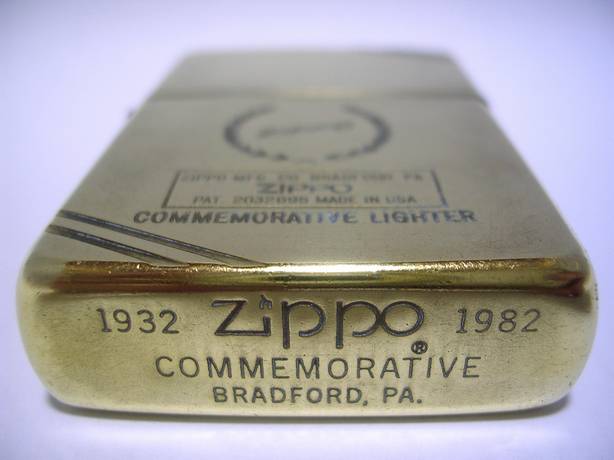 ZIPPO MFG. CO. BRADFORD, PA.
ZIPPO
PAT. 2032695 MADE IN USA
COMMEMORATIVE LIGHTER
1932 Zippo® 1982
COMMEMORATIVE
BRADFORD, PA.